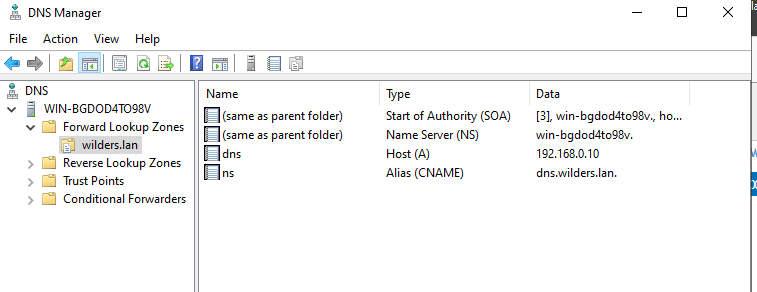 DNS Manager
File Action View Help
DNS
WIN-BGDOD4TO98V
Forward Lookup Zones
wilders.lan
Reverse Lookup Zones
Trust Points
Conditional Forwarders
Name Type Data
(same as parent folder) Start of Authority (SOA) [3], win-bgdod4to98v., ho...
(same as parent folder) Name Server (NS) win-bgdod4to98v.
dns Host (A) 192.168.0.10
ns Alias (CNAME) dns.wilders.lan.